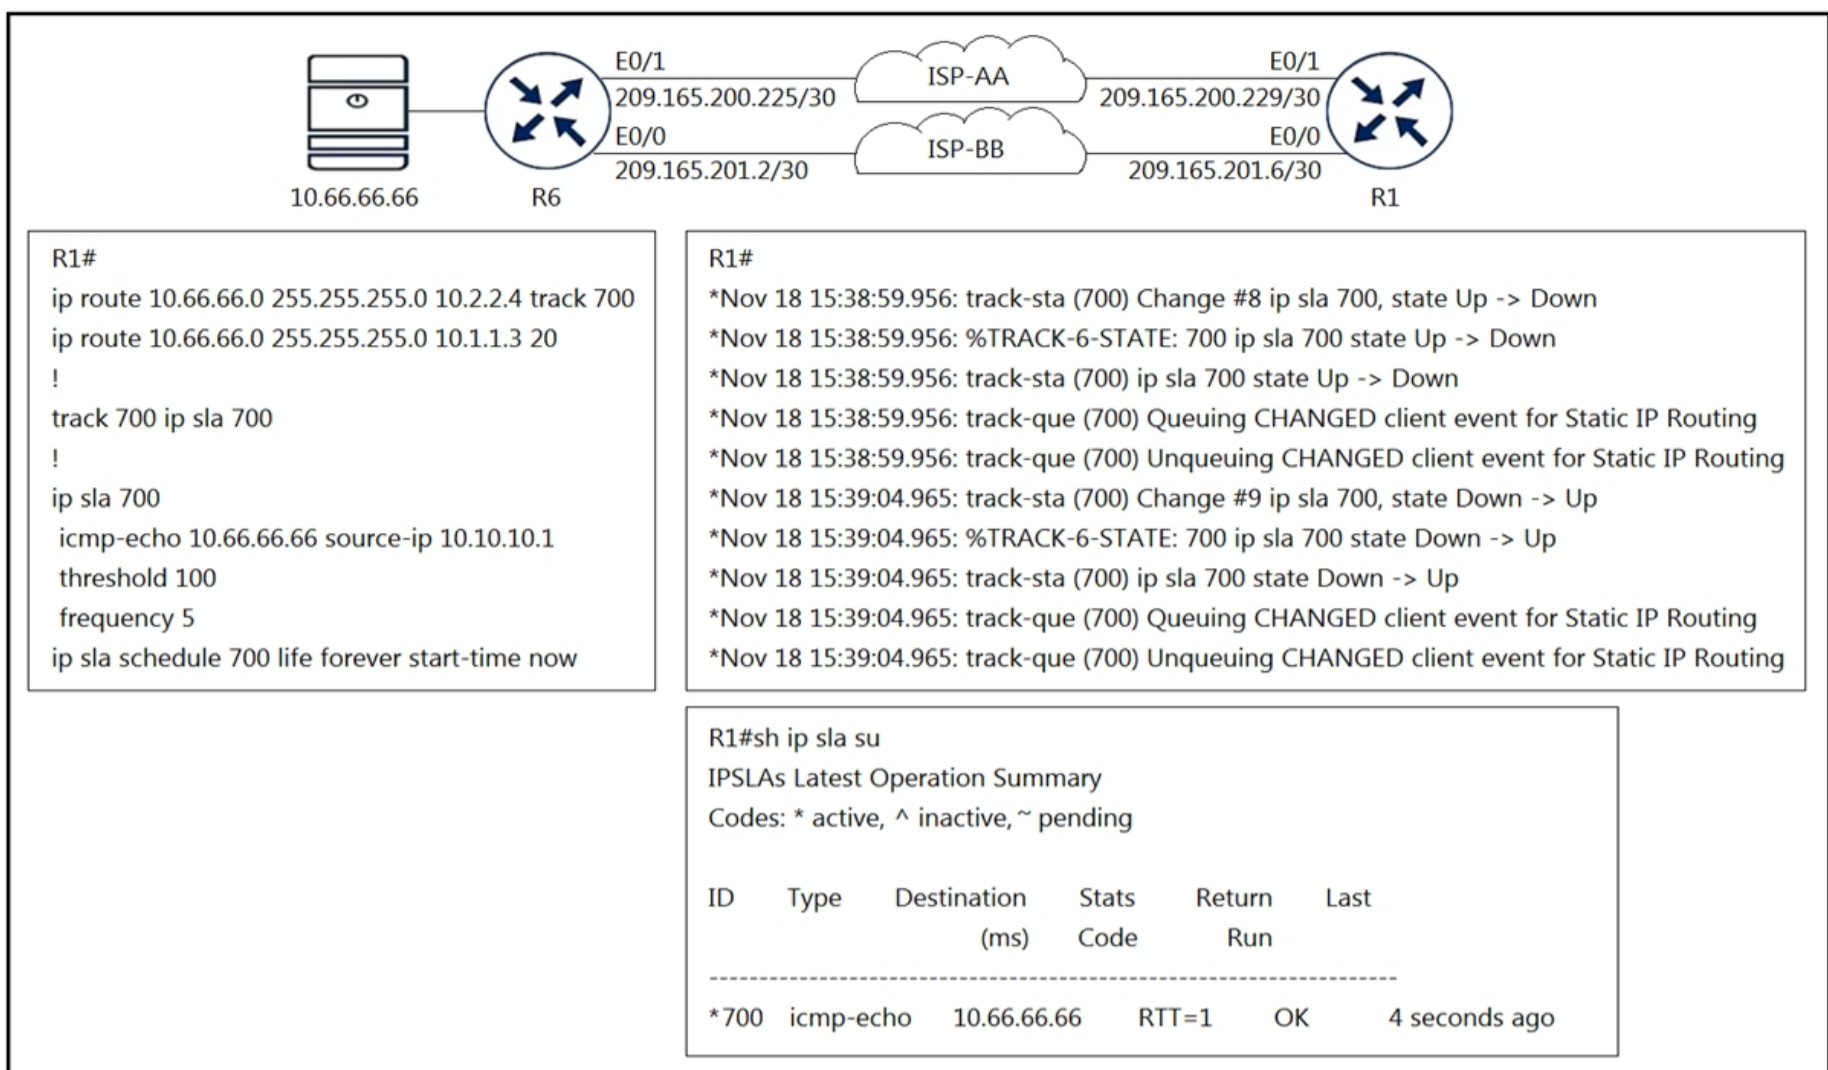 E0/1
ISP-AA
E0/1
209.165.200.225/30
209.165.200.229/30
E0/0
ISP-BB
E0/0
209.165.201.2/30
209.165.201.6/30
10.66.66.66
R6
R1
R1#
ip route 10.66.66.0 255.255.255.0 10.2.2.4 track 700
ip route 10.66.66.0 255.255.255.0 10.1.1.3 20
!
track 700 ip sla 700
!
ip sla 700
icmp-echo 10.66.66.66 source-ip 10.10.10.1
threshold 100
frequency 5
ip sla schedule 700 life forever start-time now
R1#
*Nov 18 15:38:59.956: track-sta (700) Change #8 ip sla 700, state Up -> Down
*Nov 18 15:38:59.956: %TRACK-6-STATE: 700 ip sla 700 state Up -> Down
*Nov 18 15:38:59.956: track-sta (700) ip sla 700 state Up -> Down
*Nov 18 15:38:59.956: track-que (700) Queuing CHANGED client event for Static IP Routing
*Nov 18 15:38:59.956: track-que (700) Unqueuing CHANGED client event for Static IP Routing
*Nov 18 15:39:04.965: track-sta (700) Change #9 ip sla 700, state Down -> Up
*Nov 18 15:39:04.965: %TRACK-6-STATE: 700 ip sla 700 state Down -> Up
*Nov 18 15:39:04.965: track-sta (700) ip sla 700 state Down -> Up
*Nov 18 15:39:04.965: track-que (700) Queuing CHANGED client event for Static IP Routing
*Nov 18 15:39:04.965: track-que (700) Unqueuing CHANGED client event for Static IP Routing
R1#sh ip sla su
IPSLAs Latest Operation Summary
Codes: * active, ^ inactive, ~ pending
ID Type Destination Stats Return Last
(ms) Code Run
--------------------------------------------------------------------
*700 icmp-echo 10.66.66.66 RTT=1 OK 4 seconds ago